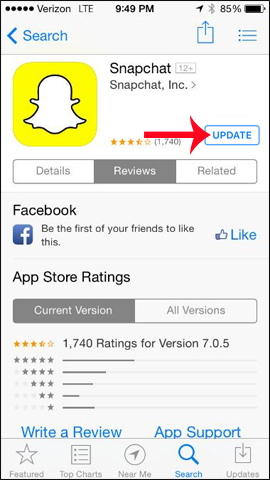 Verizon LTE 9:49 PM 85%
Search
Snapchat 12+
Snapchat, Inc. >
(1,740) UPDATE
Details Reviews Related
Facebook
Be the first of your friends to like
this.
Like
App Store Ratings
Current Version All Versions
1,740 Ratings for Version 7.0.5
Write a Review App Support
Featured Top Charts Near Me Search Updates